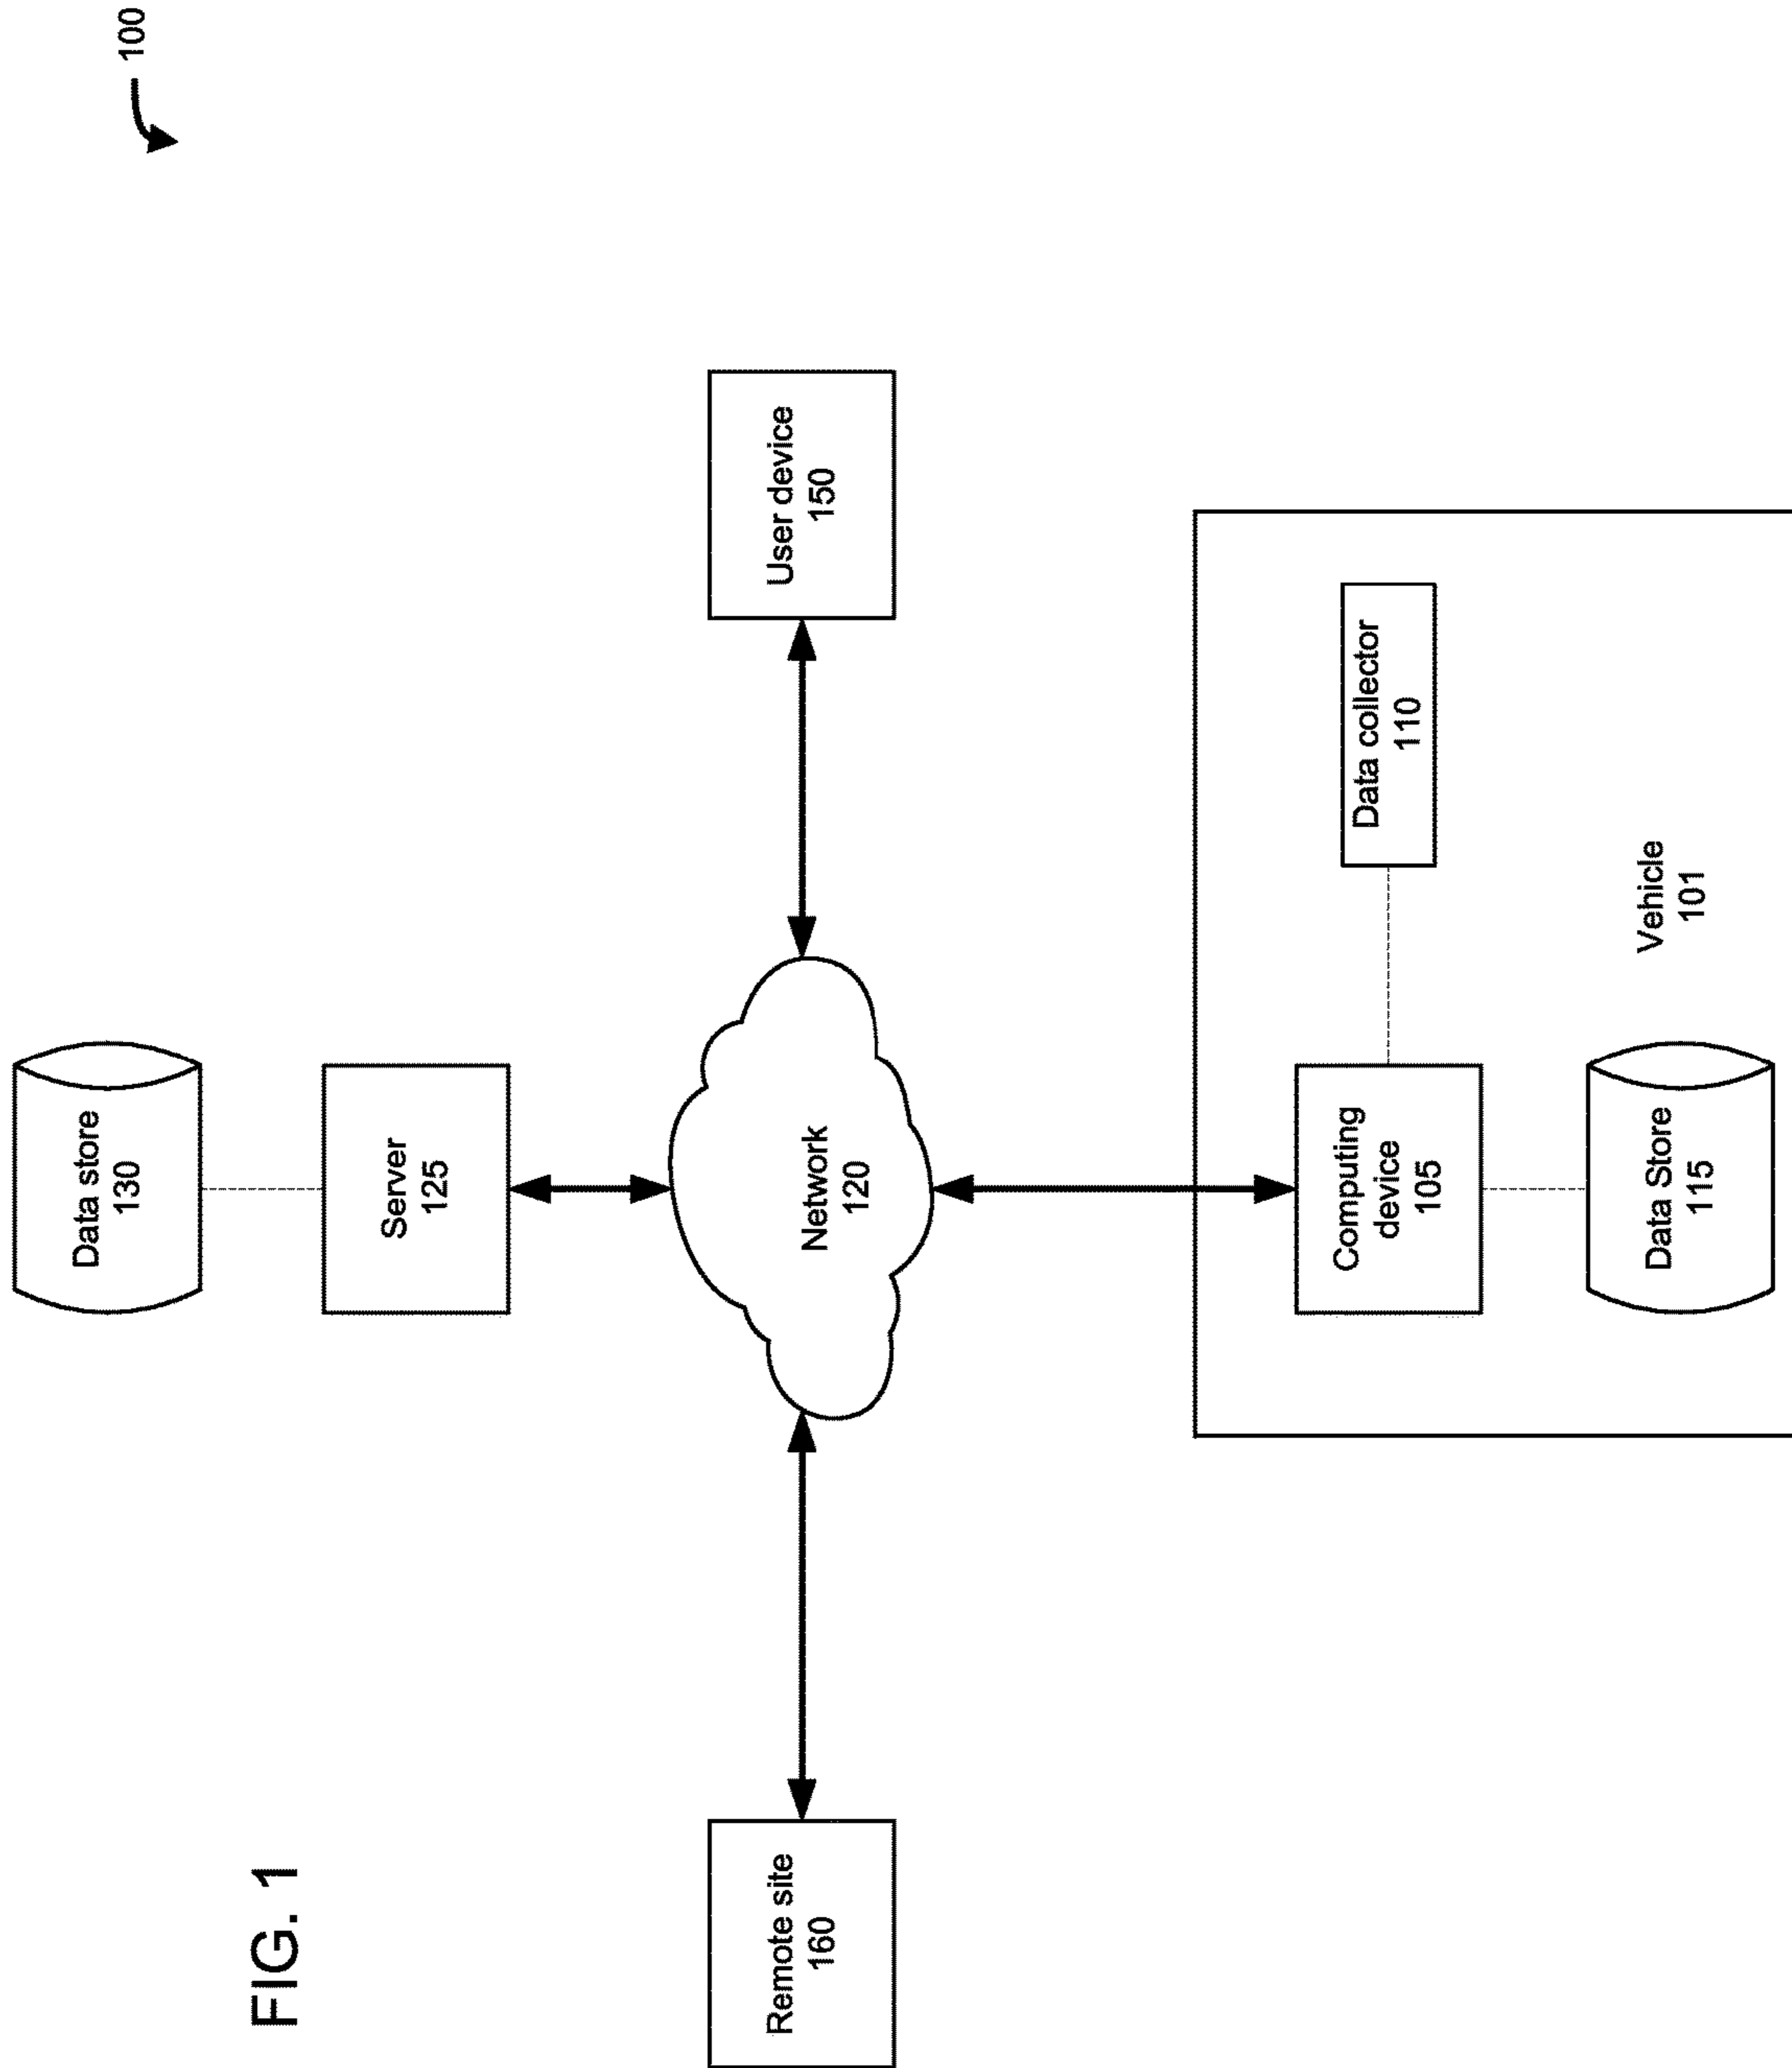 100
FIG. 1
Data store
130
Server
125
Remote site
160
Network
120
User device
150
Computing
device
105
Data collector
110
Data Store
115
Vehicle
101